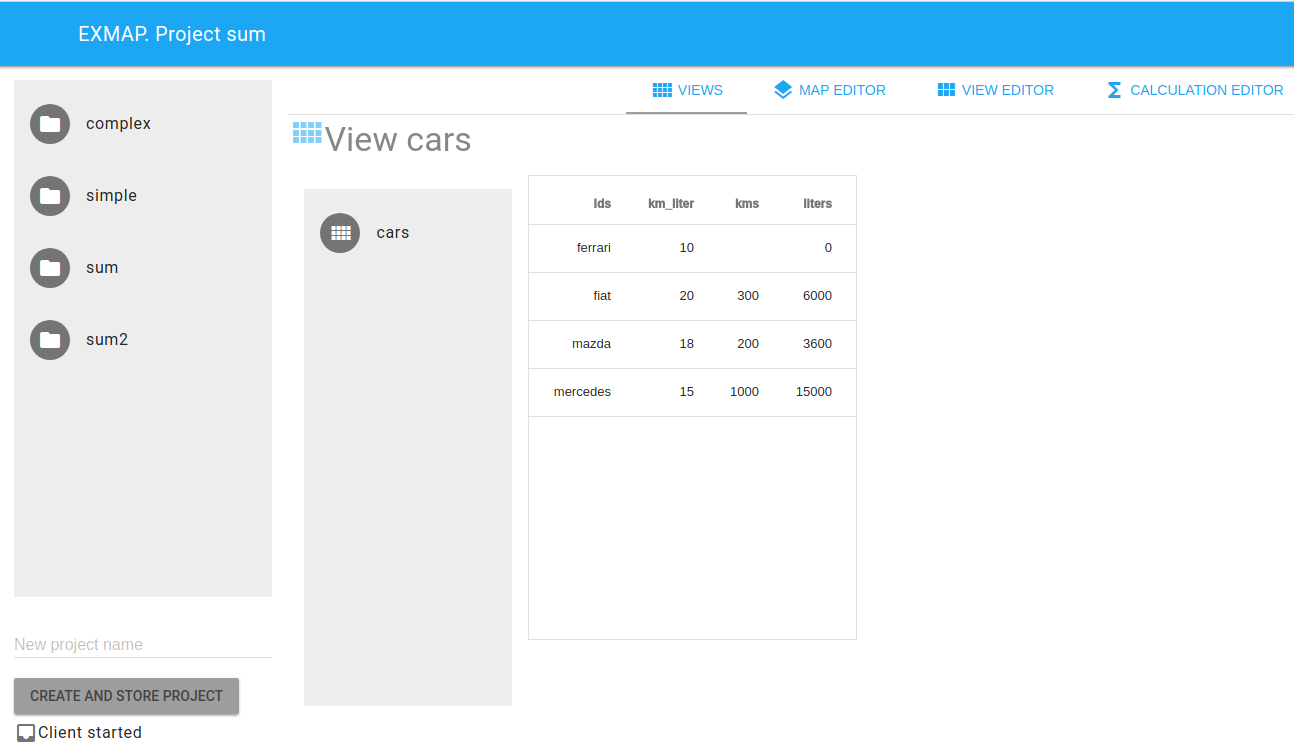 EXMAP. Project sum
complex
simple
sum
sum2
New project name
CREATE AND STORE PROJECT
Client started
VIEWS MAP EDITOR VIEW EDITOR CALCULATION EDITOR
View cars
cars
Ids km_liter kms liters
ferrari 10 0
fiat 20 300 6000
mazda 18 200 3600
mercedes 15 1000 15000